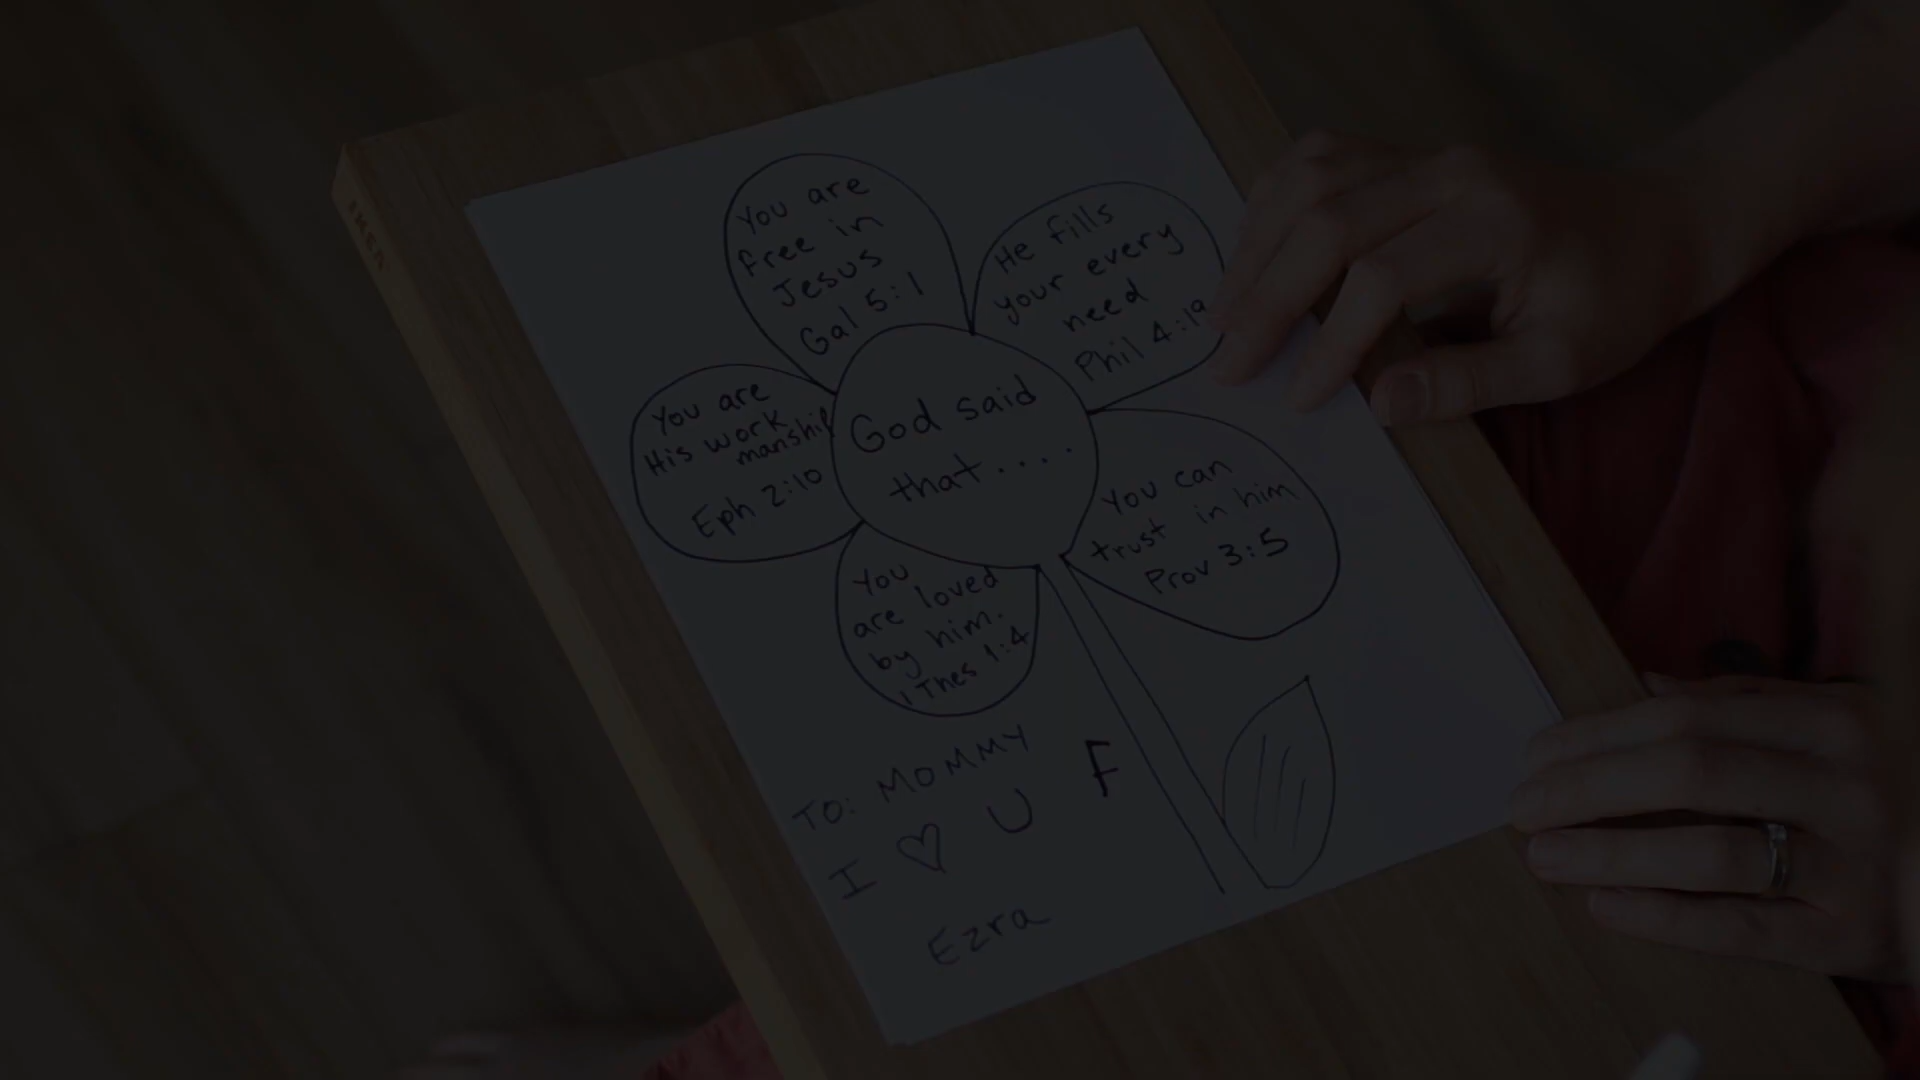 IKEA
You are
free in
Jesus
Gal 5:1
He fills
your every
need
Phil 4:19
You are
His work
manship
Eph 2:10
God said
that....
You can
trust in him
Prov 3:5
You
are loved
by him.
1 Thes 1:4
TO: MOMMY
I ♡ U
F
Ezra